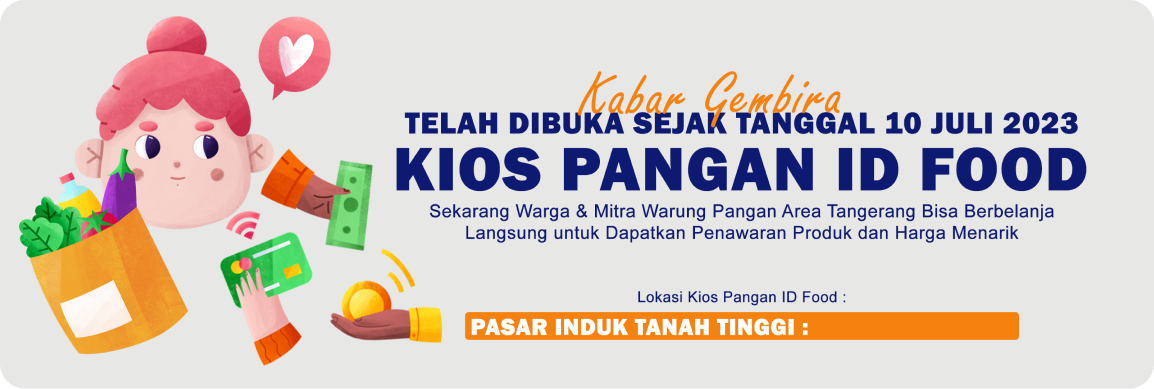 Kabar Gembira
TELAH DIBUKA SEJAK TANGGAL 10 JULI 2023
KIOS PANGAN ID FOOD
Sekarang Warga & Mitra Warung Pangan Area Tangerang Bisa Berbelanja
Langsung untuk Dapatkan Penawaran Produk dan Harga Menarik
Lokasi Kios Pangan ID Food :
PASAR INDUK TANAH TINGGI :